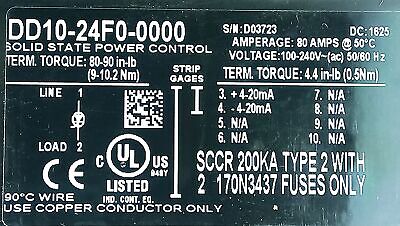 DD10-24F0-0000
SOLID STATE POWER CONTROL
TERM. TORQUE: 80-90 in-lb
(9-10.2 Nm)
STRIP
GAGES
S/N: D03723
DC: 1625
AMPERAGE: 80 AMPS @ 50°C
VOLTAGE: 100-240V~(ac) 50/60 Hz
TERM. TORQUE: 4.4 in-lb (0.5Nm)
LINE 1
LOAD 2
3. + 4-20mA
4. - 4-20mA
5. N/A
6. N/A
7. N/A
8. N/A
9. N/A
10. N/A
CE
C UL US
LISTED
IND. CONT. EQ.
94BY
SCCR 200KA TYPE 2 WITH
2 170N3437 FUSES ONLY
90°C WIRE
USE COPPER CONDUCTOR ONLY